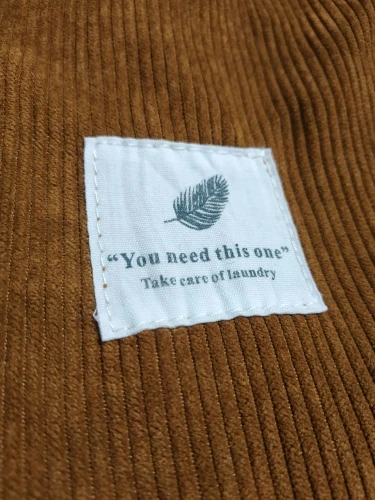 “You need this one”
Take care of laundry